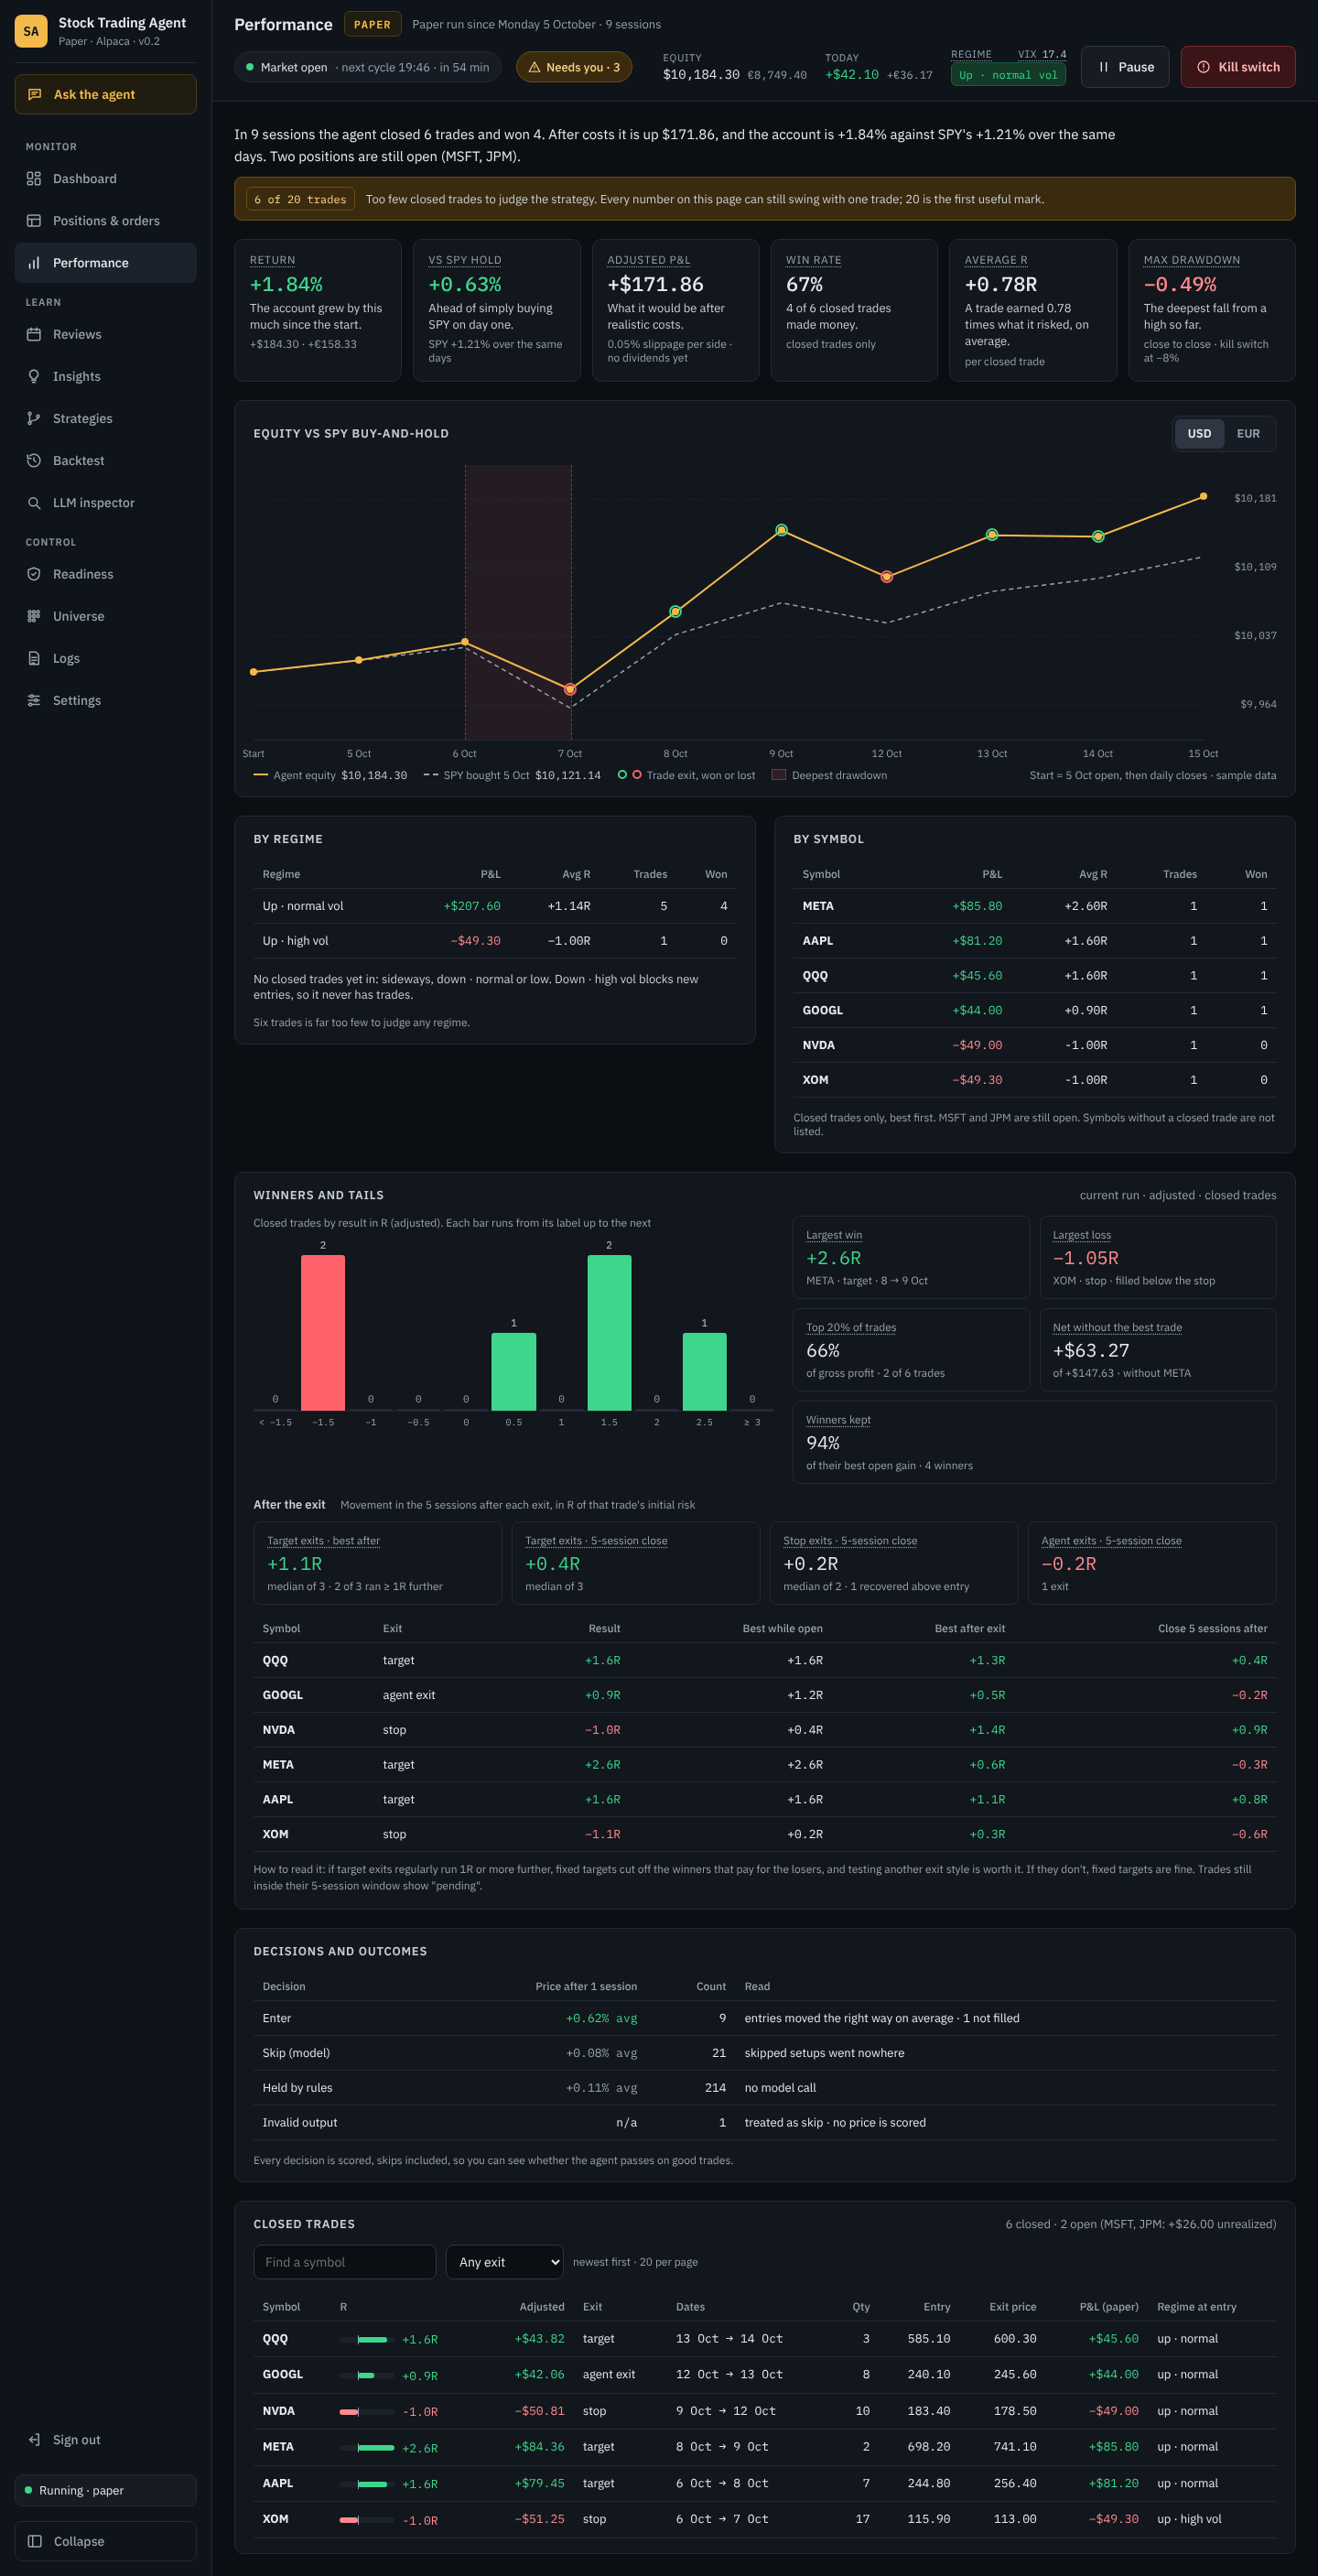 SA
Stock Trading Agent
Paper · Alpaca · v0.2
Ask the agent
MONITOR
Dashboard
Positions & orders
Performance
LEARN
Reviews
Insights
Strategies
Backtest
LLM inspector
CONTROL
Readiness
Universe
Logs
Settings
Sign out
Running · paper
Collapse
Performance PAPER Paper run since Monday 5 October · 9 sessions
Market open · next cycle 19:46 · in 54 min
Needs you · 3
EQUITY
$10,184.30 €8,749.40
TODAY
+$42.10 +€36.17
REGIME VIX 17.4
Up · normal vol
Pause
Kill switch
In 9 sessions the agent closed 6 trades and won 4. After costs it is up $171.86, and the account is +1.84% against SPY's +1.21% over the same
days. Two positions are still open (MSFT, JPM).
6 of 20 trades Too few closed trades to judge the strategy. Every number on this page can still swing with one trade; 20 is the first useful mark.
RETURN
+1.84%
The account grew by this
much since the start.
+$184.30 · +€158.33
VS SPY HOLD
+0.63%
Ahead of simply buying
SPY on day one.
SPY +1.21% over the same
days
ADJUSTED P&L
+$171.86
What it would be after
realistic costs.
0.05% slippage per side ·
no dividends yet
WIN RATE
67%
4 of 6 closed trades
made money.
closed trades only
AVERAGE R
+0.78R
A trade earned 0.78
times what it risked, on
average.
per closed trade
MAX DRAWDOWN
−0.49%
The deepest fall from a
high so far.
close to close · kill switch
at −8%
EQUITY VS SPY BUY-AND-HOLD
USD EUR
$10,181
$10,109
$10,037
$9,964
Start 5 Oct 6 Oct 7 Oct 8 Oct 9 Oct 12 Oct 13 Oct 14 Oct 15 Oct
Agent equity $10,184.30 SPY bought 5 Oct $10,121.14 Trade exit, won or lost Deepest drawdown Start = 5 Oct open, then daily closes · sample data
BY REGIME
Regime P&L Avg R Trades Won
Up · normal vol +$207.60 +1.14R 5 4
Up · high vol −$49.30 −1.00R 1 0
No closed trades yet in: sideways, down · normal or low. Down · high vol blocks new
entries, so it never has trades.
Six trades is far too few to judge any regime.
BY SYMBOL
Symbol P&L Avg R Trades Won
META +$85.80 +2.60R 1 1
AAPL +$81.20 +1.60R 1 1
QQQ +$45.60 +1.60R 1 1
GOOGL +$44.00 +0.90R 1 1
NVDA −$49.00 -1.00R 1 0
XOM −$49.30 -1.00R 1 0
Closed trades only, best first. MSFT and JPM are still open. Symbols without a closed trade are not
listed.
WINNERS AND TAILS
current run · adjusted · closed trades
Closed trades by result in R (adjusted). Each bar runs from its label up to the next
0 2 0 0 0 1 0 2 0 1 0
< −1.5 −1.5 −1 −0.5 0 0.5 1 1.5 2 2.5 ≥ 3
Largest win
+2.6R
META · target · 8 → 9 Oct
Largest loss
−1.05R
XOM · stop · filled below the stop
Top 20% of trades
66%
of gross profit · 2 of 6 trades
Net without the best trade
+$63.27
of +$147.63 · without META
Winners kept
94%
of their best open gain · 4 winners
After the exit Movement in the 5 sessions after each exit, in R of that trade's initial risk
Target exits · best after
+1.1R
median of 3 · 2 of 3 ran ≥ 1R further
Target exits · 5-session close
+0.4R
median of 3
Stop exits · 5-session close
+0.2R
median of 2 · 1 recovered above entry
Agent exits · 5-session close
−0.2R
1 exit
Symbol Exit Result Best while open Best after exit Close 5 sessions after
QQQ target +1.6R +1.6R +1.3R +0.4R
GOOGL agent exit +0.9R +1.2R +0.5R −0.2R
NVDA stop −1.0R +0.4R +1.4R +0.9R
META target +2.6R +2.6R +0.6R −0.3R
AAPL target +1.6R +1.6R +1.1R +0.8R
XOM stop −1.1R +0.2R +0.3R −0.6R
How to read it: if target exits regularly run 1R or more further, fixed targets cut off the winners that pay for the losers, and testing another exit style is worth it. If they don't, fixed targets are fine. Trades still
inside their 5-session window show "pending".
DECISIONS AND OUTCOMES
Decision Price after 1 session Count Read
Enter +0.62% avg 9 entries moved the right way on average · 1 not filled
Skip (model) +0.08% avg 21 skipped setups went nowhere
Held by rules +0.11% avg 214 no model call
Invalid output n/a 1 treated as skip · no price is scored
Every decision is scored, skips included, so you can see whether the agent passes on good trades.
CLOSED TRADES
6 closed · 2 open (MSFT, JPM: +$26.00 unrealized)
Find a symbol Any exit newest first · 20 per page
Symbol R Adjusted Exit Dates Qty Entry Exit price P&L (paper) Regime at entry
QQQ +1.6R +$43.82 target 13 Oct → 14 Oct 3 585.10 600.30 +$45.60 up · normal
GOOGL +0.9R +$42.06 agent exit 12 Oct → 13 Oct 8 240.10 245.60 +$44.00 up · normal
NVDA -1.0R −$50.81 stop 9 Oct → 12 Oct 10 183.40 178.50 −$49.00 up · normal
META +2.6R +$84.36 target 8 Oct → 9 Oct 2 698.20 741.10 +$85.80 up · normal
AAPL +1.6R +$79.45 target 6 Oct → 8 Oct 7 244.80 256.40 +$81.20 up · normal
XOM -1.0R −$51.25 stop 6 Oct → 7 Oct 17 115.90 113.00 −$49.30 up · high vol